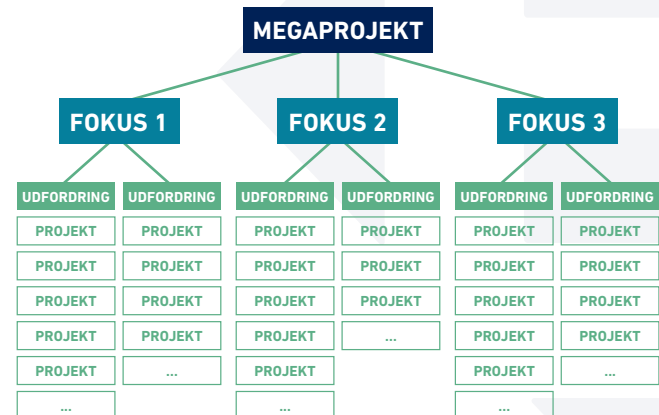 MEGAPROJEKT
FOKUS 1 FOKUS 2 FOKUS 3
UDFORDRING UDFORDRING UDFORDRING UDFORDRING UDFORDRING UDFORDRING
PROJEKT PROJEKT PROJEKT PROJEKT PROJEKT PROJEKT
PROJEKT PROJEKT PROJEKT PROJEKT PROJEKT PROJEKT
PROJEKT PROJEKT PROJEKT PROJEKT PROJEKT PROJEKT
PROJEKT PROJEKT PROJEKT ... PROJEKT PROJEKT
PROJEKT ... PROJEKT PROJEKT ...
... ... ...